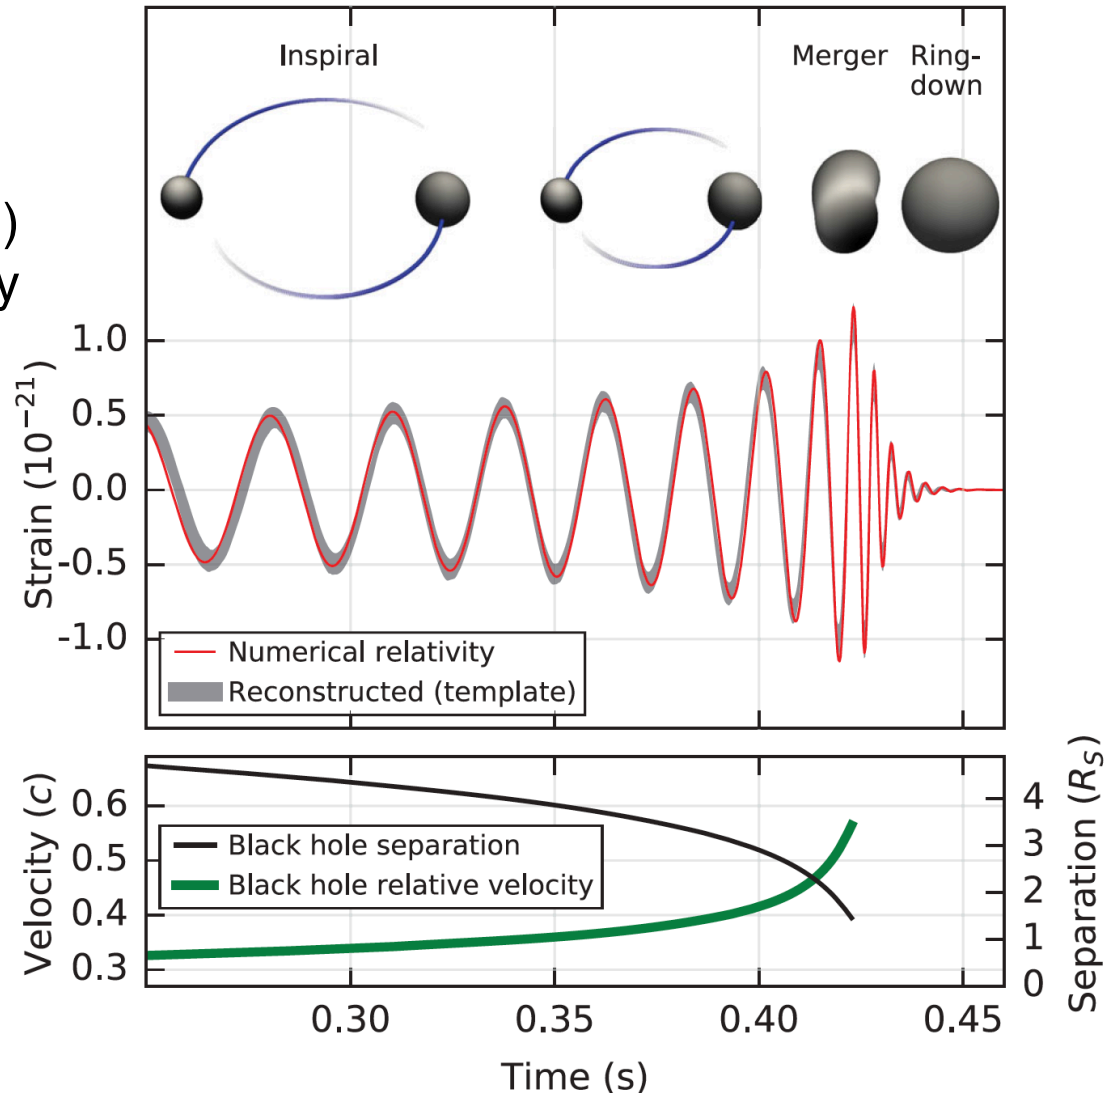 )
y
Inspiral
Merger
Ring-
down
Strain (10⁻²¹)
1.0
0.5
0.0
-0.5
-1.0
Numerical relativity
Reconstructed (template)
Velocity (c)
0.6
0.5
0.4
0.3
Black hole separation
Black hole relative velocity
Separation (R_S)
4
3
2
1
0
0.30 0.35 0.40 0.45
Time (s)